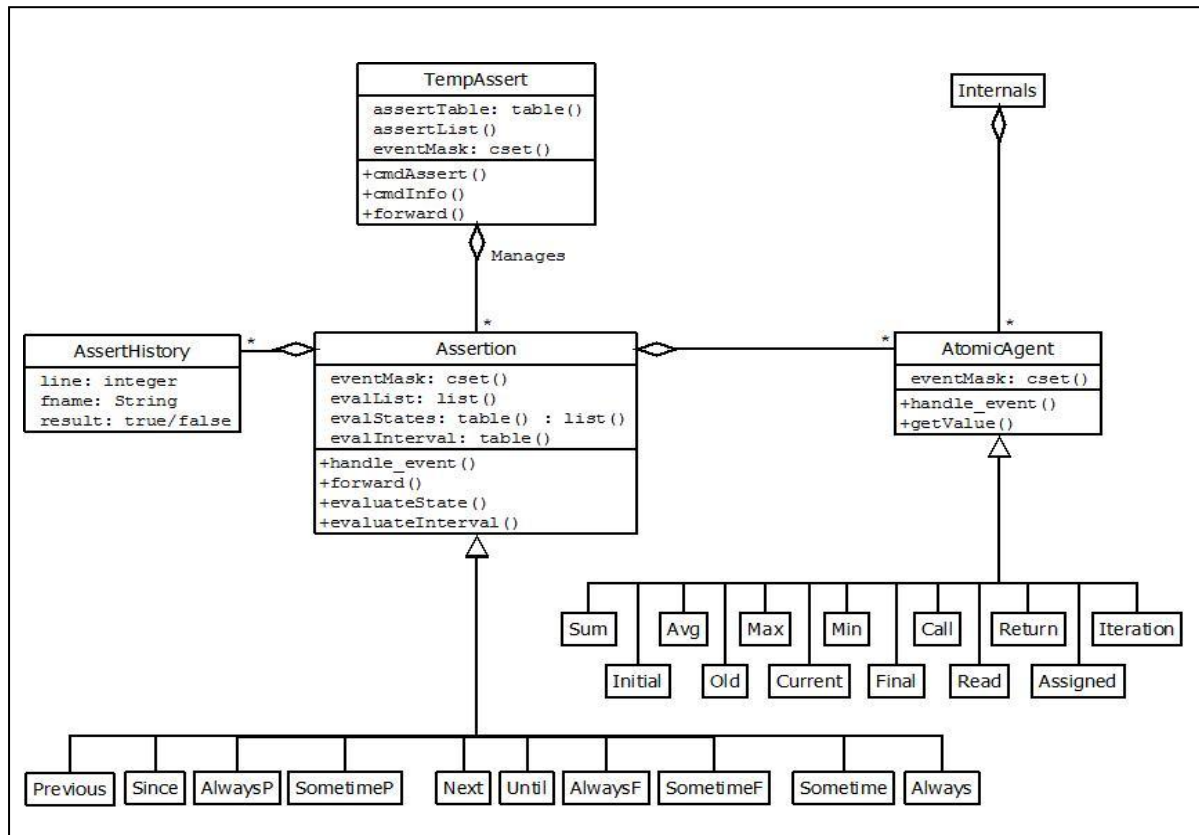 TempAssert
assertTable: table()
assertList()
eventMask: cset()
+cmdAssert()
+cmdInfo()
+forward()
Manages
*
Internals
*
AssertHistory
line: integer
fname: String
result: true/false
*
Assertion
eventMask: cset()
evalList: list()
evalStates: table() : list()
evalInterval: table()
+handle_event()
+forward()
+evaluateState()
+evaluateInterval()
*
AtomicAgent
eventMask: cset()
+handle_event()
+getValue()
Sum
Avg
Max
Min
Call
Return
Iteration
Initial
Old
Current
Final
Read
Assigned
Previous
Since
AlwaysP
SometimeP
Next
Until
AlwaysF
SometimeF
Sometime
Always